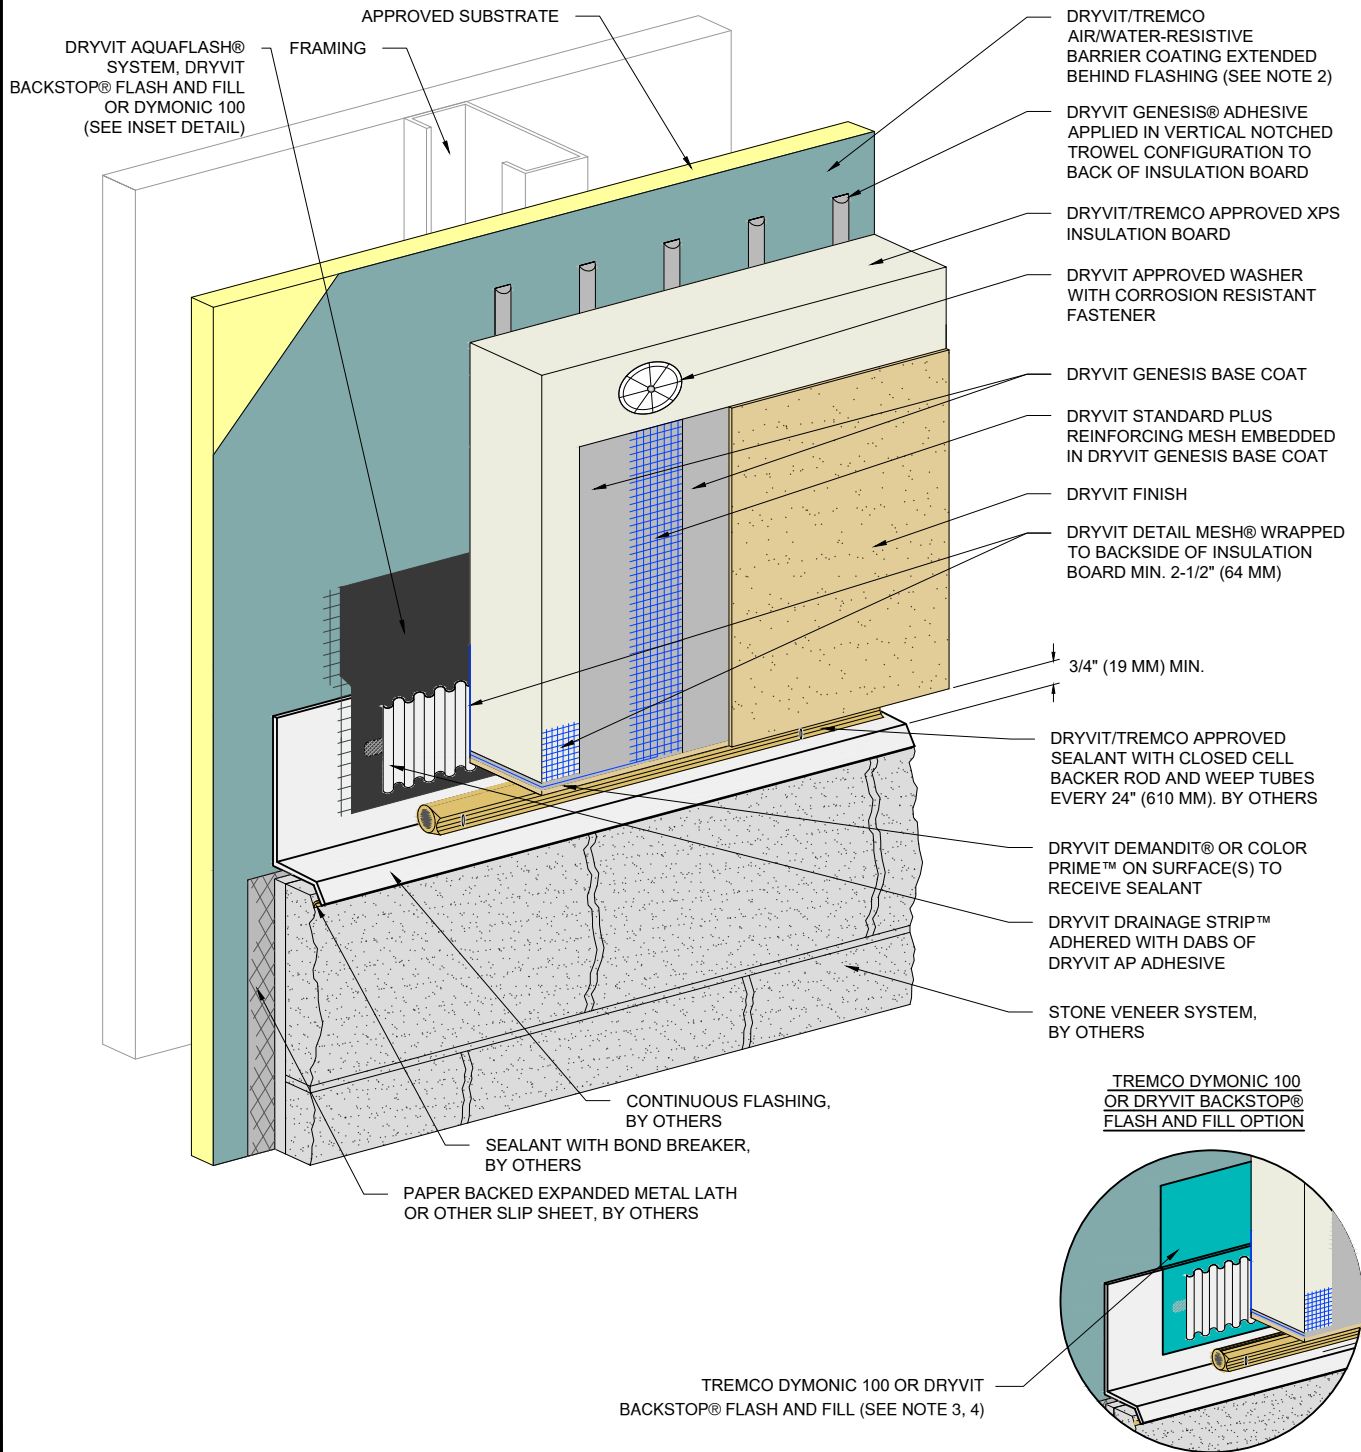 APPROVED SUBSTRATE
DRYVIT AQUAFLASH®
SYSTEM, DRYVIT
BACKSTOP® FLASH AND FILL
OR DYMONIC 100
(SEE INSET DETAIL)
FRAMING
DRYVIT/TREMCO
AIR/WATER-RESISTIVE
BARRIER COATING EXTENDED
BEHIND FLASHING (SEE NOTE 2)
DRYVIT GENESIS® ADHESIVE
APPLIED IN VERTICAL NOTCHED
TROWEL CONFIGURATION TO
BACK OF INSULATION BOARD
DRYVIT/TREMCO APPROVED XPS
INSULATION BOARD
DRYVIT APPROVED WASHER
WITH CORROSION RESISTANT
FASTENER
DRYVIT GENESIS BASE COAT
DRYVIT STANDARD PLUS
REINFORCING MESH EMBEDDED
IN DRYVIT GENESIS BASE COAT
DRYVIT FINISH
DRYVIT DETAIL MESH® WRAPPED
TO BACKSIDE OF INSULATION
BOARD MIN. 2-1/2" (64 MM)
3/4" (19 MM) MIN.
DRYVIT/TREMCO APPROVED
SEALANT WITH CLOSED CELL
BACKER ROD AND WEEP TUBES
EVERY 24" (610 MM). BY OTHERS
DRYVIT DEMANDIT® OR COLOR
PRIME™ ON SURFACE(S) TO
RECEIVE SEALANT
DRYVIT DRAINAGE STRIP™
ADHERED WITH DABS OF
DRYVIT AP ADHESIVE
STONE VENEER SYSTEM,
BY OTHERS
CONTINUOUS FLASHING,
BY OTHERS
SEALANT WITH BOND BREAKER,
BY OTHERS
PAPER BACKED EXPANDED METAL LATH
OR OTHER SLIP SHEET, BY OTHERS
TREMCO DYMONIC 100
OR DRYVIT BACKSTOP®
FLASH AND FILL OPTION
TREMCO DYMONIC 100 OR DRYVIT
BACKSTOP® FLASH AND FILL (SEE NOTE 3, 4)